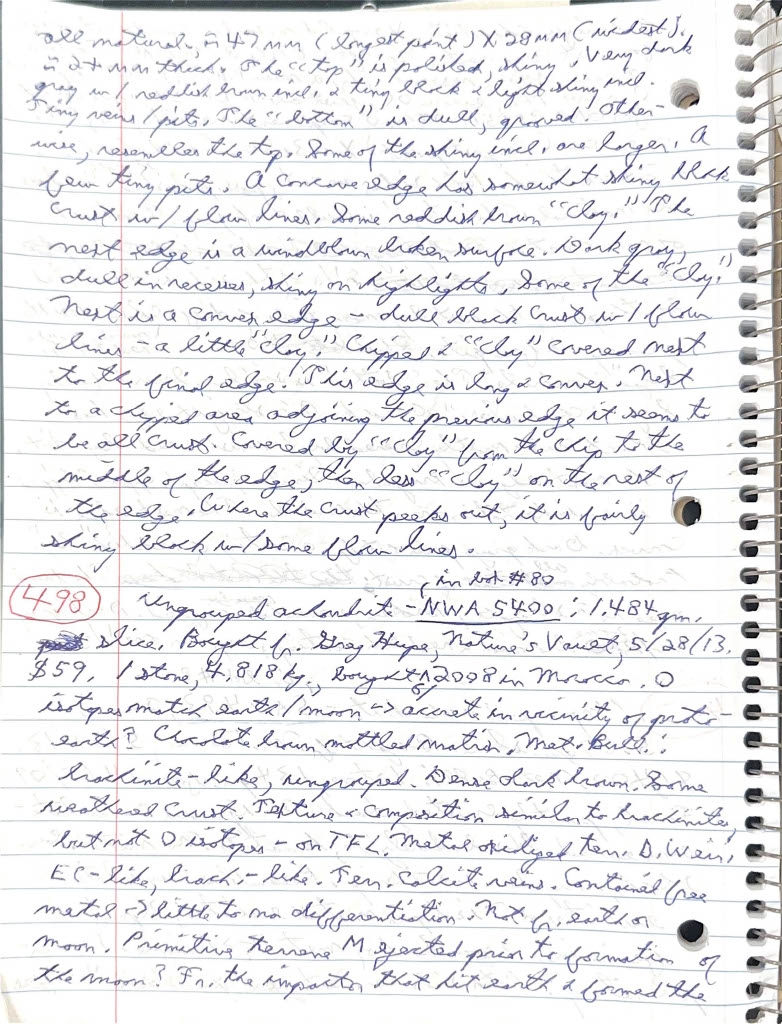 all natural, ≈ 47 mm (longest point) X 28 mm (widest).
≈ 2+ mm thick. The "top" is polished, shiny, Very dark
gray w/ reddish brown incl. & tiny black & light shiny incl.
Tiny veins/pits. The "bottom" is dull, grooved. Other-
wise, resembles the top. Some of the shiny incl. are larger. A
few tiny pits. A concave edge has somewhat shiny black
crust w/ flow lines. Some reddish brown "clay." The
next edge is a windblown broken surface. Dark gray,
dull in recesses, shiny on highlights. Some of the "clay."
Next is a convex edge - dull black crust w/ flow
lines - a little "clay." Chipped & "clay" covered next
to the final edge. This edge is long & convex. Next
to a chipped area adjoining the previous edge it seems to
be all crust. Covered by "clay" from the chip to the
middle of the edge, then less "clay" on the rest of
the edge. Where the crust peeks out, it is fairly
shiny black w/ some flow lines.
in bot #80
498 Ungrouped achondrite - NWA 5400: 1.484 gm.
slice. Bought fr. Greg Hupe, Nature's Vault, 5/28/13.
$59. 1 stone, 4.818 kg., bought by 2008 in Morocco. O
isotopes match earth/moon -> accrete in vicinity of proto-
earth? Chocolate brown mottled matrix. Met. Bull.:
brachinite-like, ungrouped. Dense dark brown. Some
weathered crust. Texture & composition similar to brachinites,
but not O isotopes - on TFL. Metal oxidized terr. D. Weir:
EC-like, brach.-like. Terr. calcite veins. Contained free
metal -> little to no differentiation. Not fr. earth or
moon. Primitive terrene M ejected prior to formation of
the moon? Fr. the impactor that hit earth & formed the